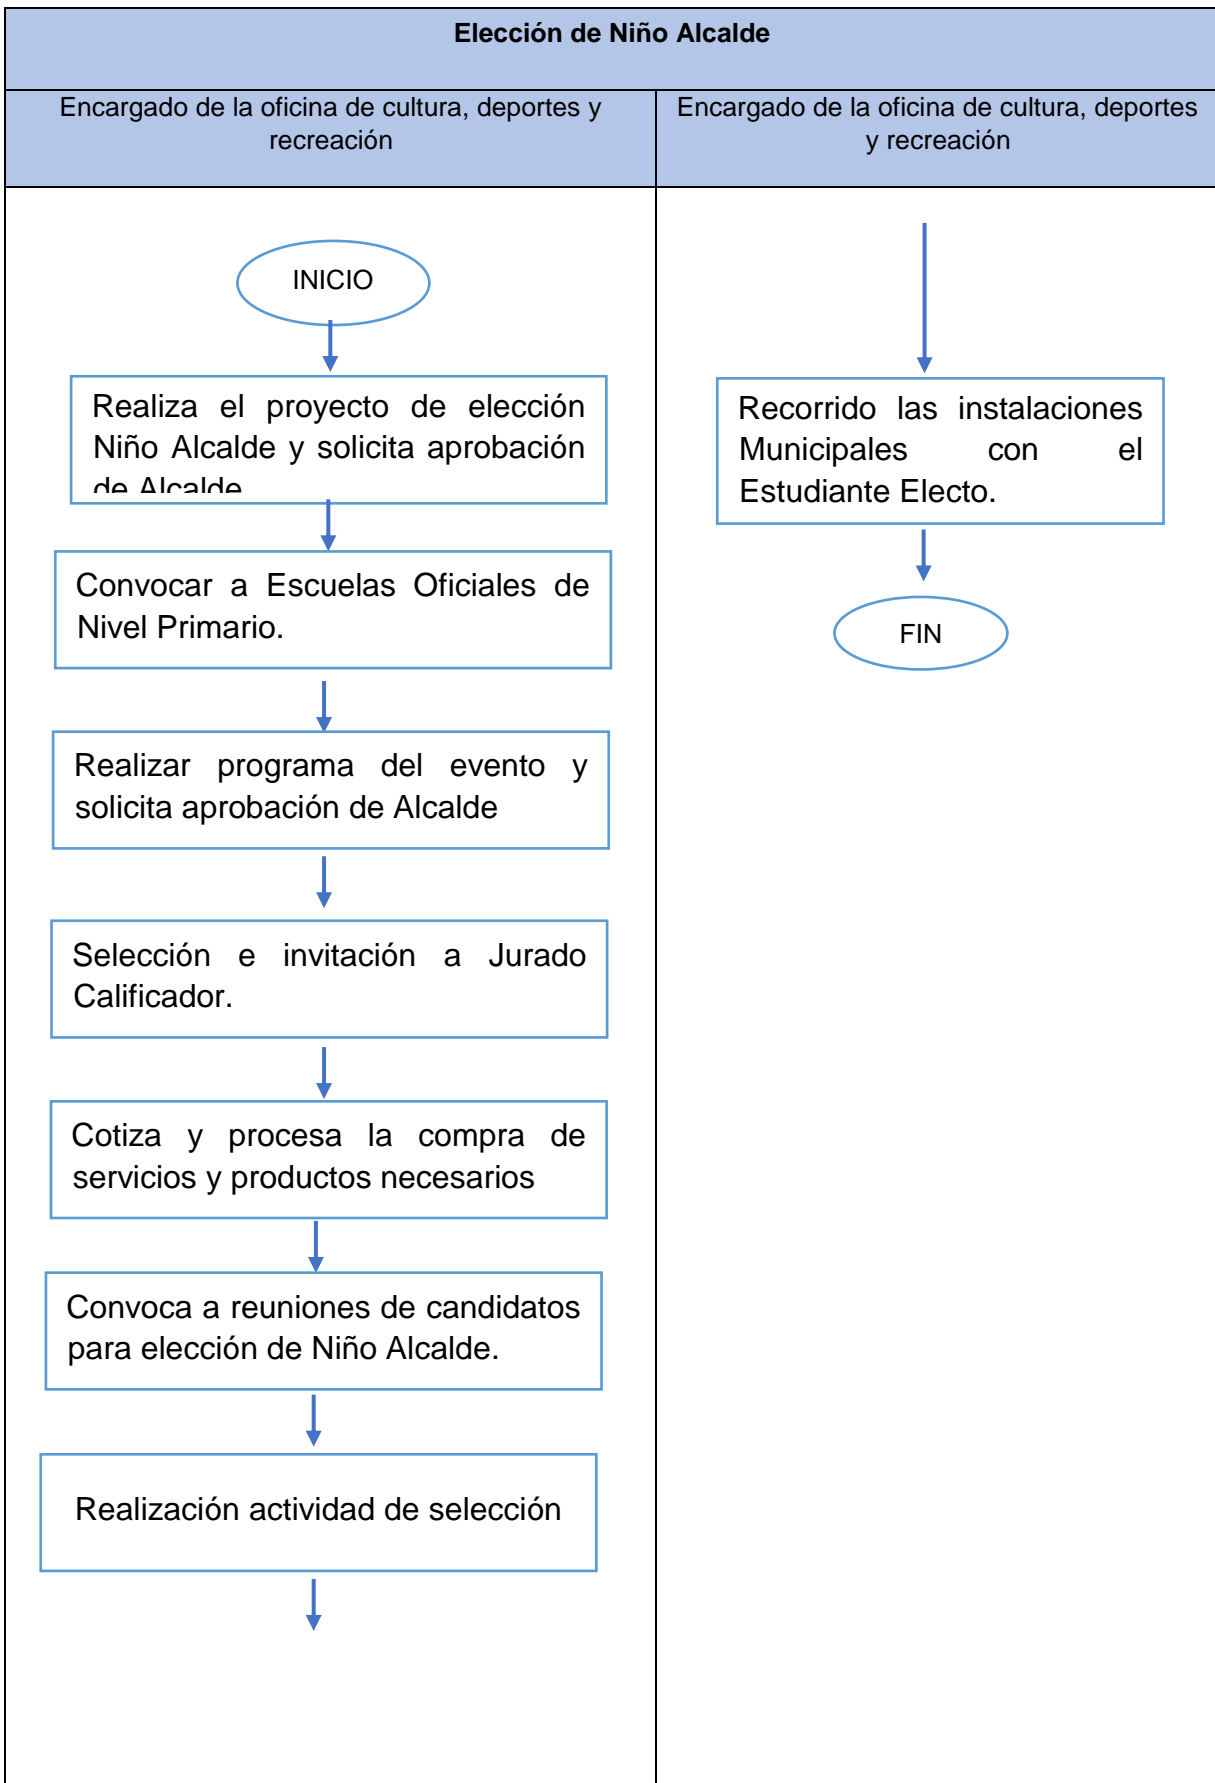 Elección de Niño Alcalde
Encargado de la oficina de cultura, deportes y
recreación
Encargado de la oficina de cultura, deportes
y recreación
INICIO
Realiza el proyecto de elección
Niño Alcalde y solicita aprobación
de Alcalde
Convocar a Escuelas Oficiales de
Nivel Primario.
Realizar programa del evento y
solicita aprobación de Alcalde
Selección e invitación a Jurado
Calificador.
Cotiza y procesa la compra de
servicios y productos necesarios
Convoca a reuniones de candidatos
para elección de Niño Alcalde.
Realización actividad de selección
Recorrido las instalaciones
Municipales con el
Estudiante Electo.
FIN